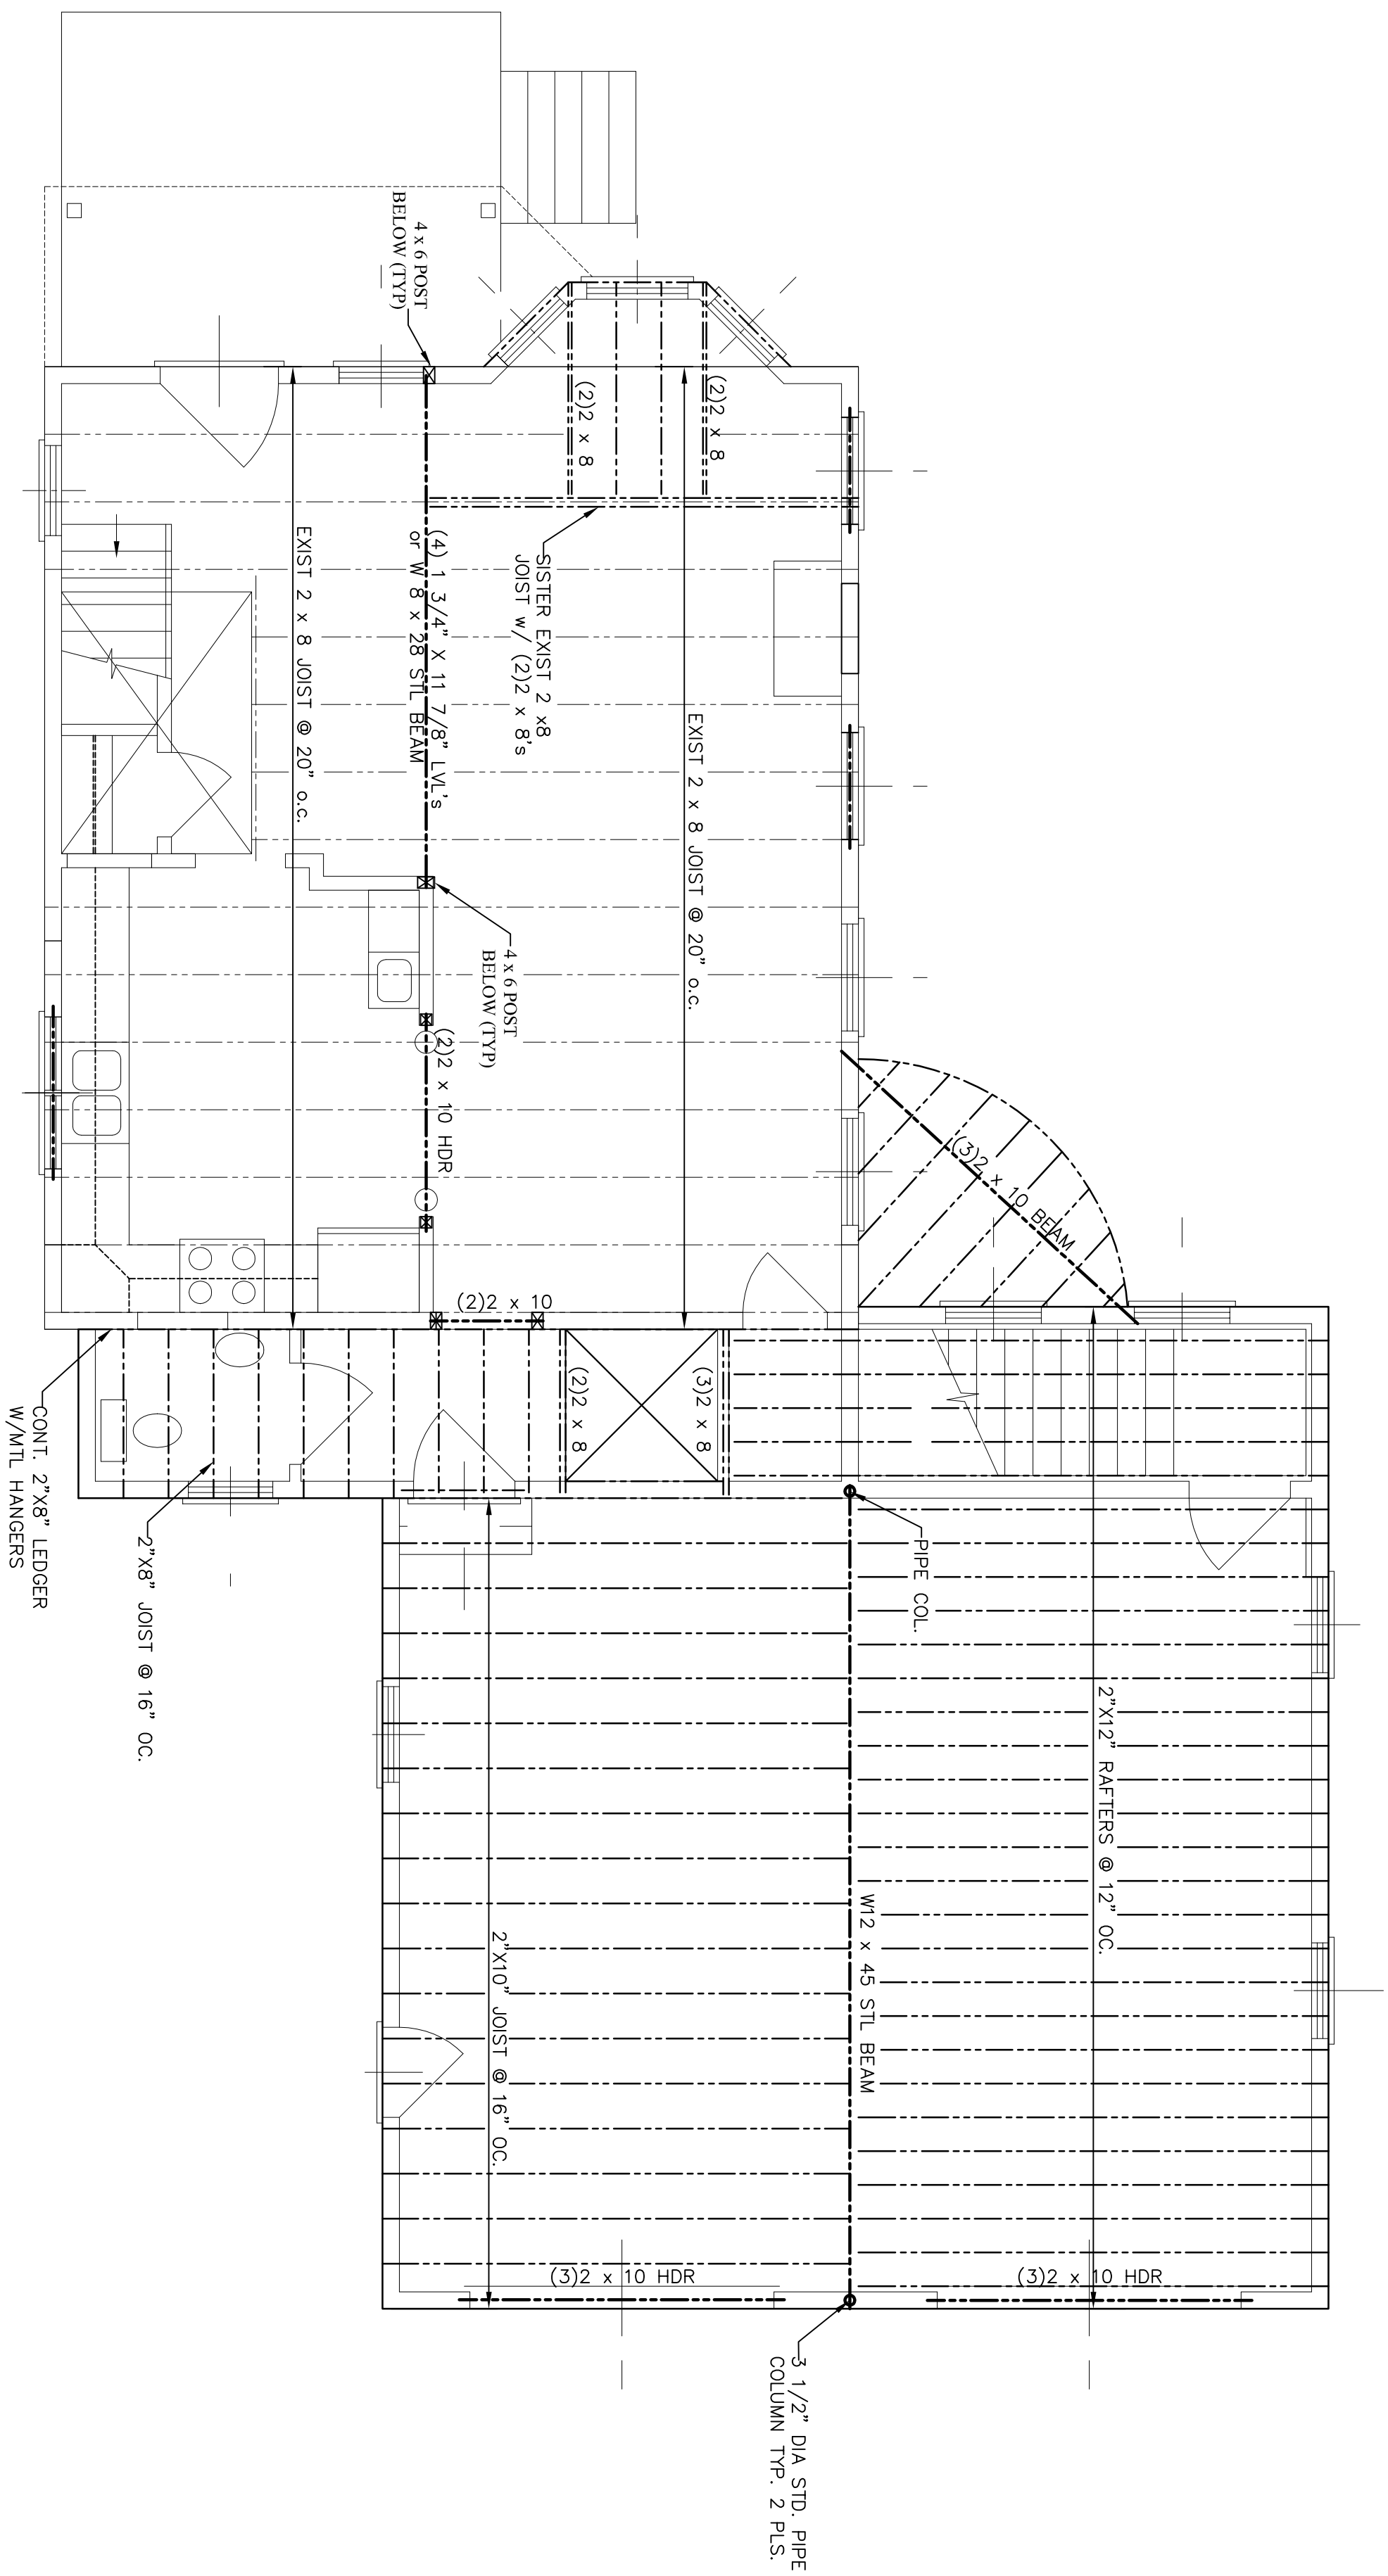 4 x 6 POST
BELOW (TYP)
(2)2 x 8
(2)2 x 8
SISTER EXIST 2 x8
JOIST w/ (2)2 x 8's
(4) 1 3/4" X 11 7/8" LVL's
or W 8 x 28 STL BEAM
EXIST 2 x 8 JOIST @ 20" o.c.
EXIST 2 x 8 JOIST @ 20" o.c.
4 x 6 POST
BELOW (TYP)
(2)2 x 10 HDR
(3)2 x 10 BEAM
(2)2 x 10
(3)2 x 8
(2)2 x 8
CONT. 2"X8" LEDGER
W/MTL HANGERS
2"X8" JOIST @ 16" OC.
PIPE COL.
2"X12" RAFTERS @ 12" OC.
W12 x 45 STL BEAM
2"X10" JOIST @ 16" OC.
(3)2 x 10 HDR
(3)2 x 10 HDR
3 1/2" DIA STD. PIPE
COLUMN TYP. 2 PLS.